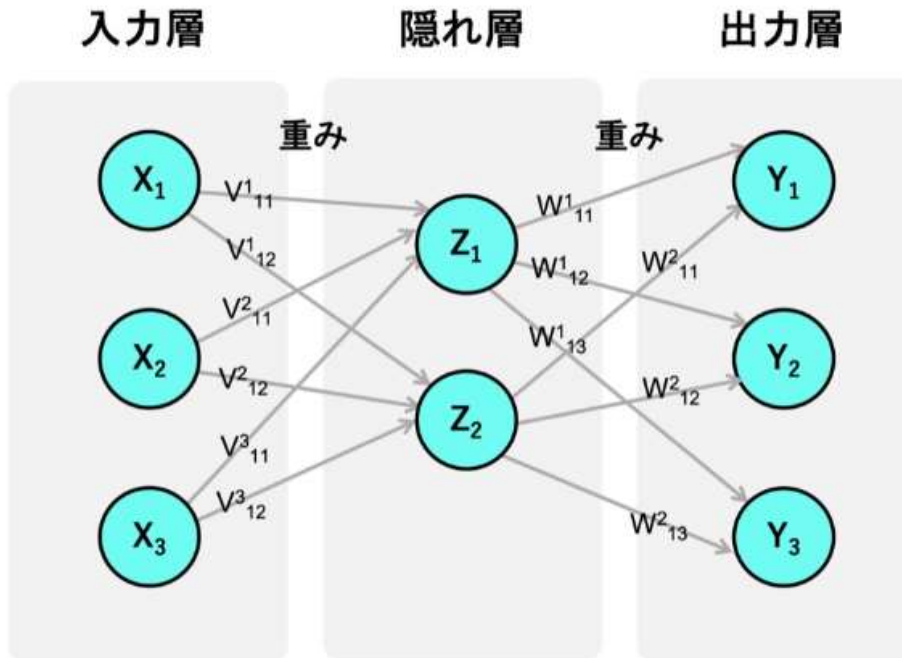 入力層 隠れ層 出力層
重み 重み
X₁ V¹₁₁ Z₁ W¹₁₁ Y₁
V¹₁₂ W¹₁₂ W²₁₁
X₂ V²₁₁ W¹₁₃ Y₂
V²₁₂ Z₂ W²₁₂
V³₁₁
X₃ V³₁₂ W²₁₃ Y₃